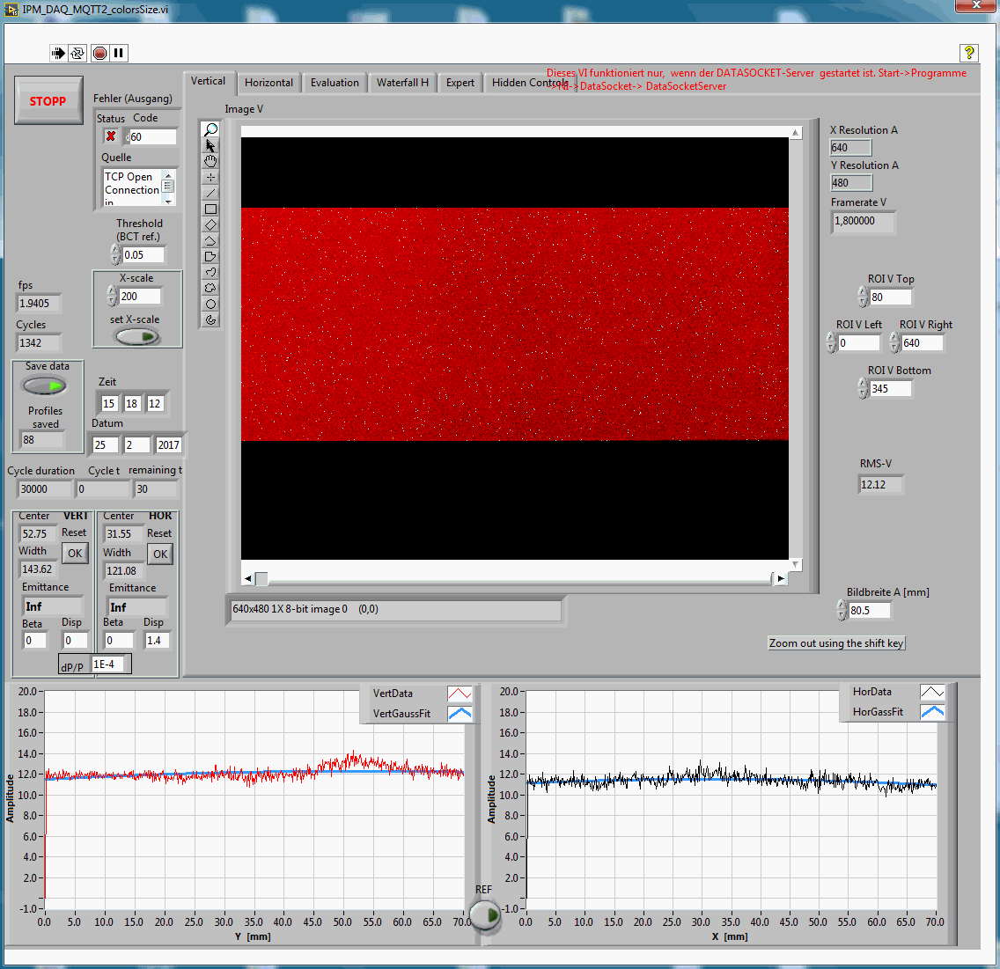 IPM_DAQ_MQTT2_colorsSize.vi
STOPP
Fehler (Ausgang)
Status
Code
60
Quelle
TCP Open
Connection
in
Threshold
(BCT ref.)
0.05
X-scale
200
set X-scale
fps
1.9405
Cycles
1342
Save data
Profiles
saved
88
Zeit
15 18 12
Datum
25 2 2017
Cycle duration
Cycle t
remaining t
30000
0
30
Center VERT
52.75
Reset
OK
Width
143.62
Emittance
Inf
Beta
Disp
0
0
Center HOR
31.55
Reset
OK
Width
121.08
Emittance
Inf
Beta
Disp
0
1.4
dP/P
1E-4
Vertical
Horizontal
Evaluation
Waterfall H
Expert
Hidden Controls
Dieses VI funktioniert nur, wenn der DATASOCKET-Server gestartet ist. Start->Programme
->NI->DataSocket-> DataSocketServer
Image V
640x480 1X 8-bit image 0 (0,0)
X Resolution A
640
Y Resolution A
480
Framerate V
1,800000
ROI V Top
80
ROI V Left
0
ROI V Right
640
ROI V Bottom
345
RMS-V
12.12
Bildbreite A [mm]
80.5
Zoom out using the shift key
VertData
VertGaussFit
20.0
18.0
16.0
14.0
12.0
10.0
8.0
6.0
4.0
2.0
-1.0
Amplitude
0.0 5.0 10.0 15.0 20.0 25.0 30.0 35.0 40.0 45.0 50.0 55.0 60.0 65.0 70.0
Y [mm]
REF
HorData
HorGassFit
20.0
18.0
16.0
14.0
12.0
10.0
8.0
6.0
4.0
2.0
-1.0
Amplitude
0.0 5.0 10.0 15.0 20.0 25.0 30.0 35.0 40.0 45.0 50.0 55.0 60.0 65.0 70.0
X [mm]